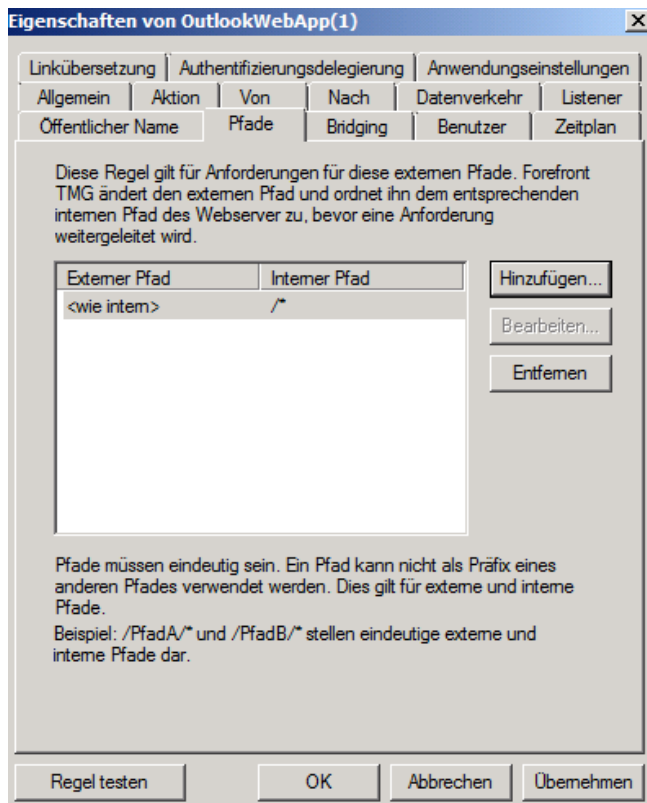 Eigenschaften von OutlookWebApp(1)
Linkübersetzung Authentifizierungsdelegierung Anwendungseinstellungen
Allgemein Aktion Von Nach Datenverkehr Listener
Öffentlicher Name Pfade Bridging Benutzer Zeitplan
Diese Regel gilt für Anforderungen für diese externen Pfade. Forefront
TMG ändert den externen Pfad und ordnet ihn dem entsprechenden
internen Pfad des Webserver zu, bevor eine Anforderung
weitergeleitet wird.
Externer Pfad Interner Pfad Hinzufügen...
<wie intern> /*
Bearbeiten...
Entfernen
Pfade müssen eindeutig sein. Ein Pfad kann nicht als Präfix eines
anderen Pfades verwendet werden. Dies gilt für externe und interne
Pfade.
Beispiel: /PfadA/* und /PfadB/* stellen eindeutige externe und
interne Pfade dar.
Regel testen OK Abbrechen Übernehmen